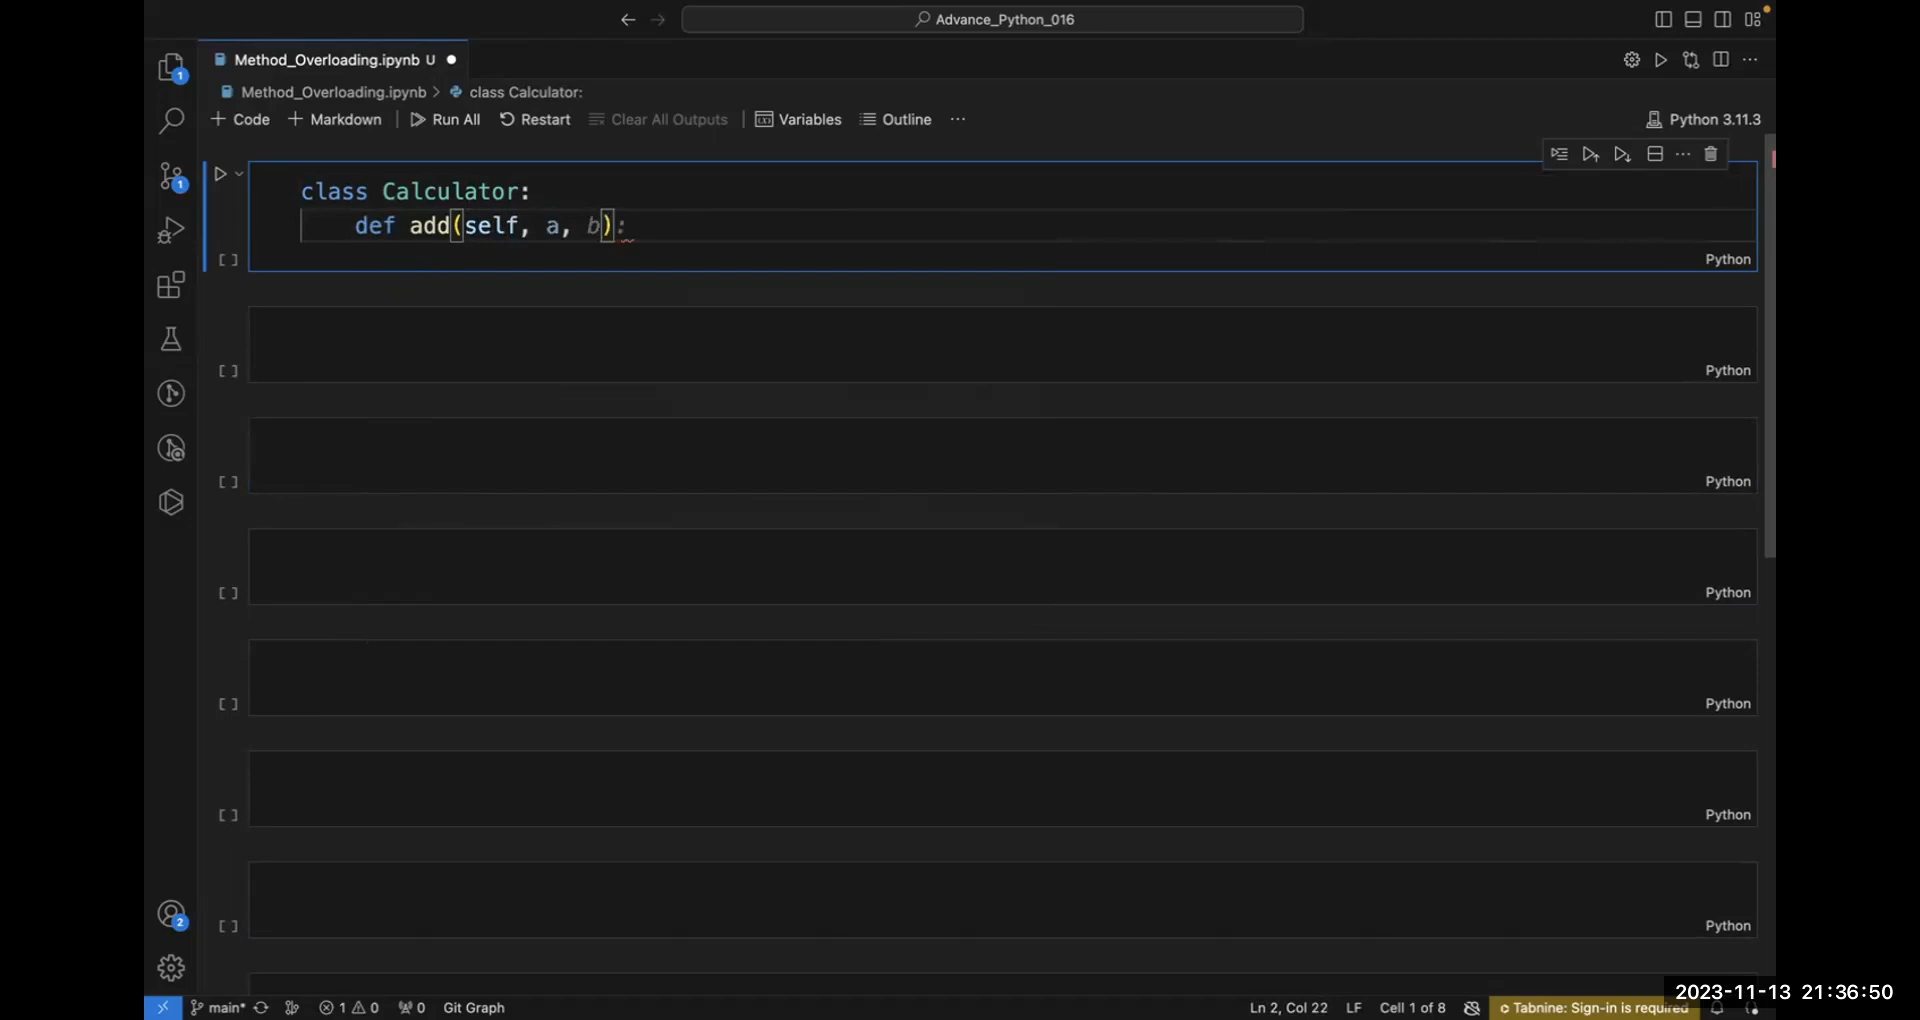 Advance_Python_016
Method_Overloading.ipynb U
Method_Overloading.ipynb > class Calculator:
+ Code + Markdown | Run All Restart Clear All Outputs | Variables Outline ...
Python 3.11.3
1
class Calculator:
def add(self, a, b):
[ ]
Python
1
[ ]
Python
[ ]
Python
[ ]
Python
[ ]
Python
[ ]
Python
2
[ ]
Python
2023-11-13 21:36:50
main* 1 0 0 Git Graph
Ln 2, Col 22 LF Cell 1 of 8 Tabnine: Sign-in is required